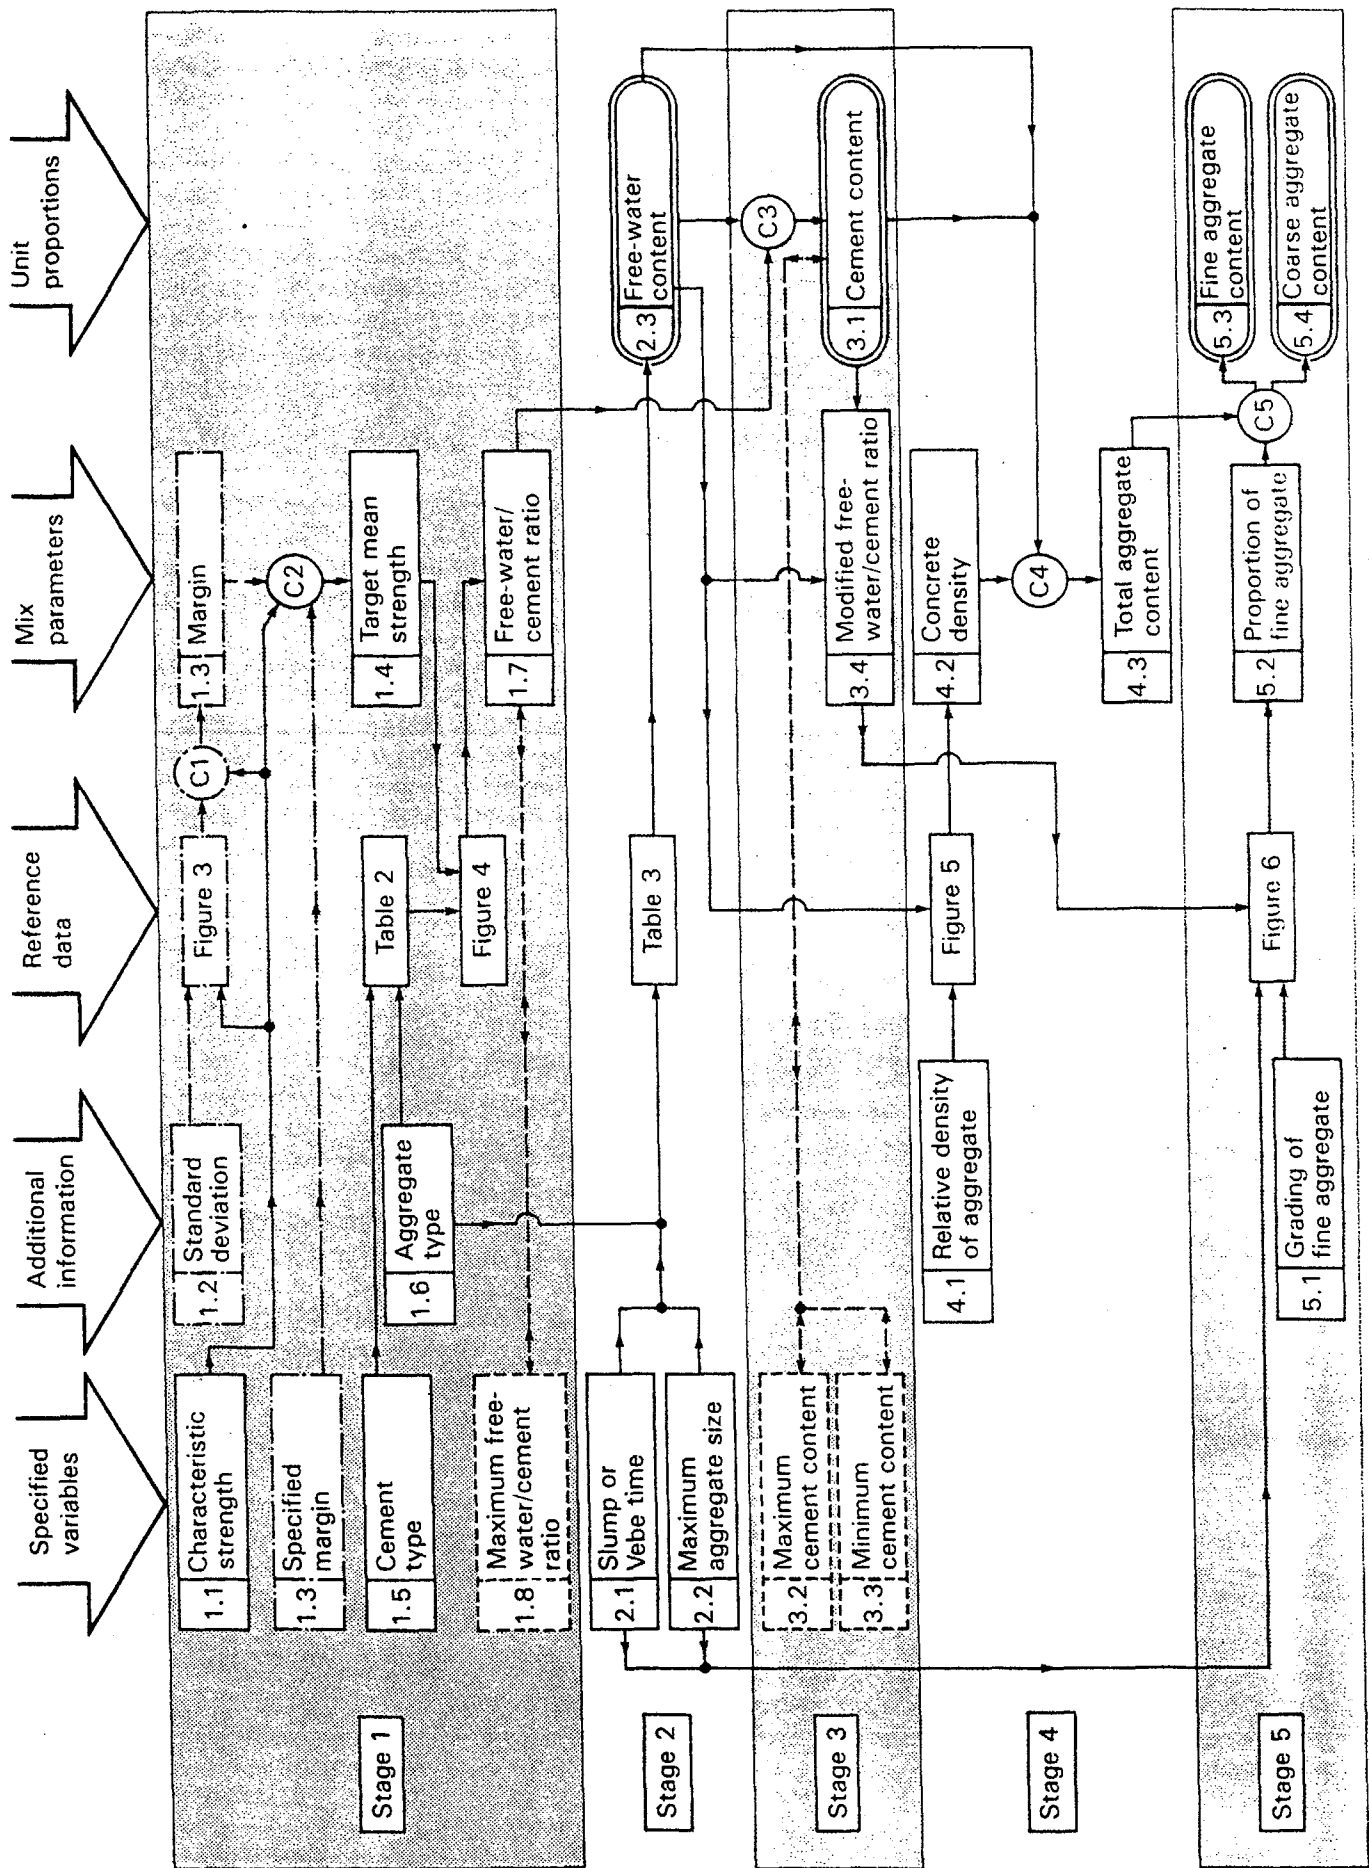 Specified
variables
Additional
information
Reference
data
Mix
parameters
Unit
proportions
Stage 1
1.1
Characteristic
strength
1.2
Standard
deviation
Figure 3
C1
1.3
Margin
1.3
Specified
margin
C2
1.5
Cement
type
1.6
Aggregate
type
Table 2
1.4
Target mean
strength
Figure 4
1.8
Maximum free-
water/cement
ratio
1.7
Free-water/
cement ratio
Stage 2
2.1
Slump or
Vebe time
2.2
Maximum
aggregate size
Table 3
2.3
Free-water
content
Stage 3
3.2
Maximum
cement content
3.3
Minimum
cement content
C3
3.1
Cement content
3.4
Modified free-
water/cement ratio
Stage 4
4.1
Relative density
of aggregate
Figure 5
4.2
Concrete
density
C4
4.3
Total aggregate
content
Stage 5
5.1
Grading of
fine aggregate
Figure 6
5.2
Proportion of
fine aggregate
C5
5.3
Fine aggregate
content
5.4
Coarse aggregate
content